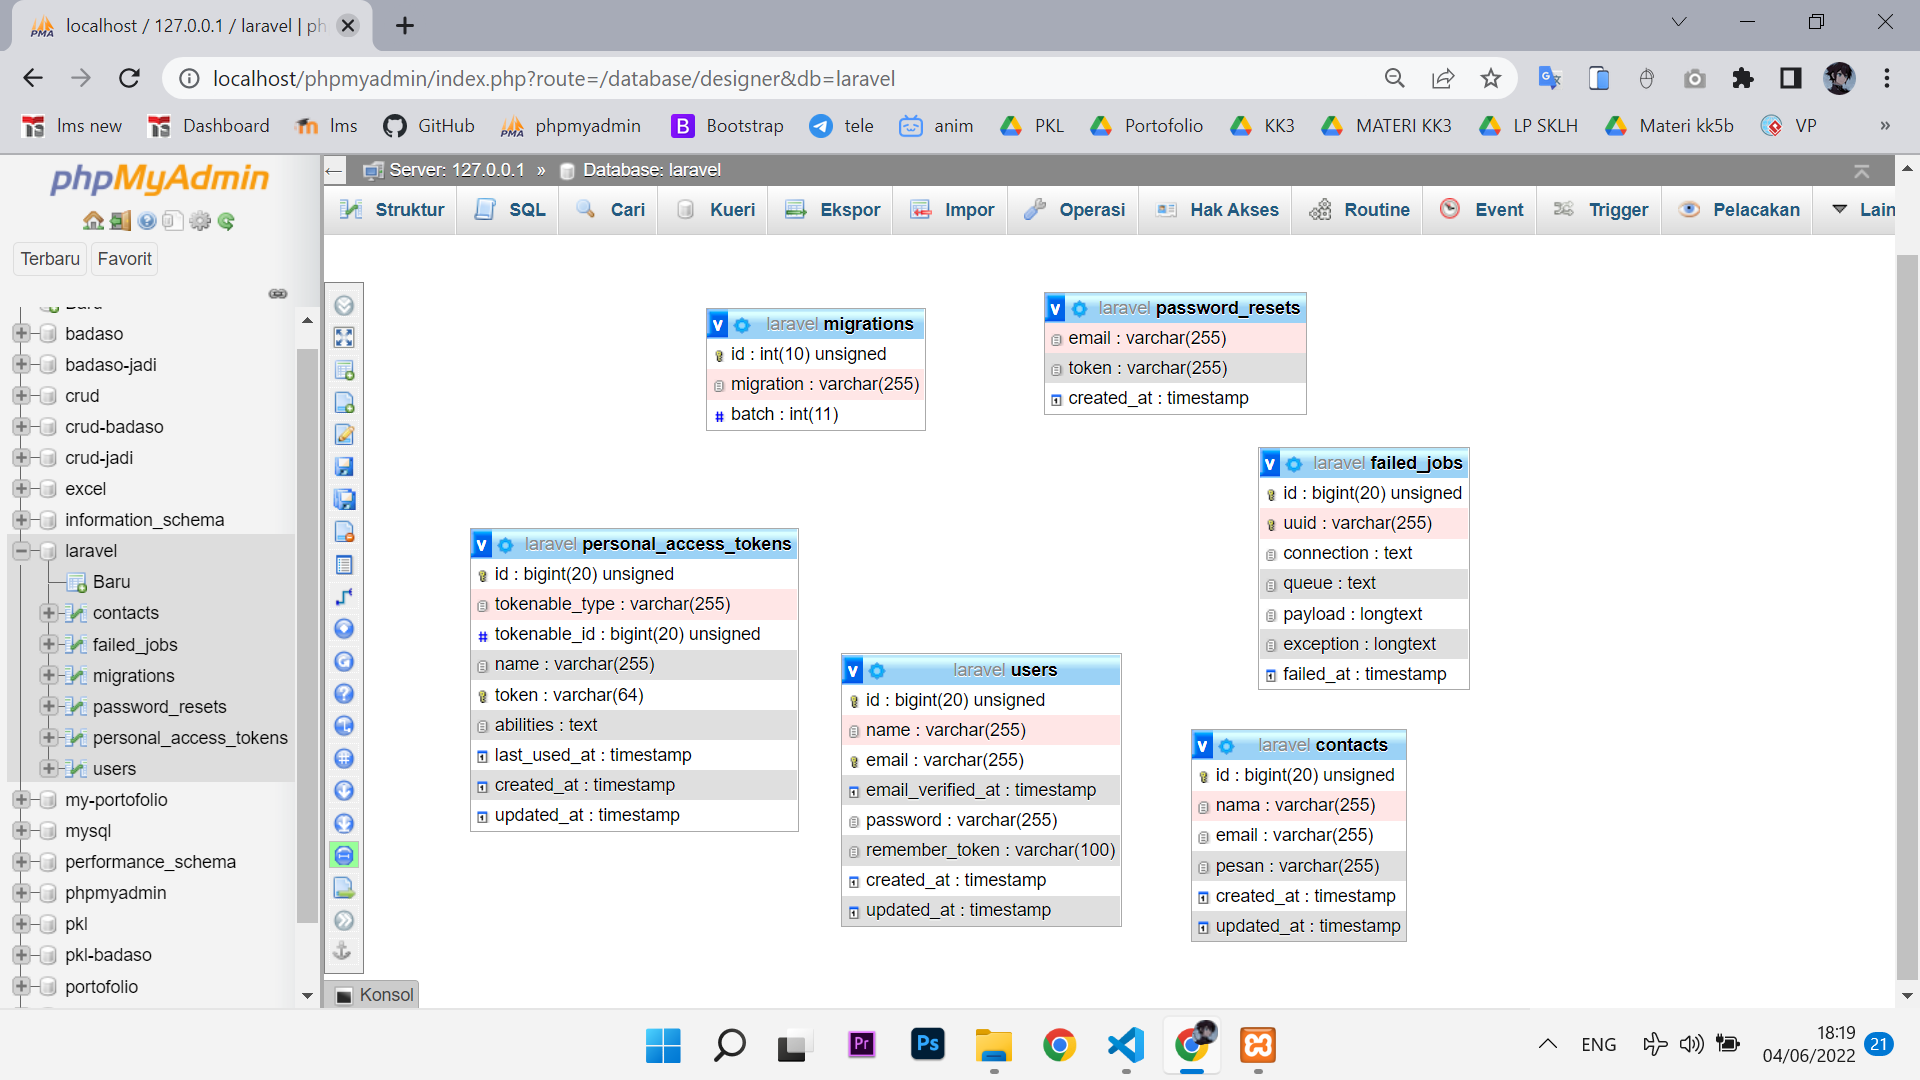 localhost / 127.0.0.1 / laravel | ph
localhost/phpmyadmin/index.php?route=/database/designer&db=laravel
lms new
Dashboard
lms
GitHub
phpmyadmin
Bootstrap
tele
anim
PKL
Portofolio
KK3
MATERI KK3
LP SKLH
Materi kk5b
VP
»
phpMyAdmin
Terbaru
Favorit
Baru
badaso
badaso-jadi
crud
crud-badaso
crud-jadi
excel
information_schema
laravel
Baru
contacts
failed_jobs
migrations
password_resets
personal_access_tokens
users
my-portofolio
mysql
performance_schema
phpmyadmin
pkl
pkl-badaso
portofolio
Server: 127.0.0.1 » Database: laravel
Struktur
SQL
Cari
Kueri
Ekspor
Impor
Operasi
Hak Akses
Routine
Event
Trigger
Pelacakan
Lain
v laravel migrations
id : int(10) unsigned
migration : varchar(255)
# batch : int(11)
v laravel password_resets
email : varchar(255)
token : varchar(255)
created_at : timestamp
v laravel failed_jobs
id : bigint(20) unsigned
uuid : varchar(255)
connection : text
queue : text
payload : longtext
exception : longtext
failed_at : timestamp
v laravel personal_access_tokens
id : bigint(20) unsigned
tokenable_type : varchar(255)
# tokenable_id : bigint(20) unsigned
name : varchar(255)
token : varchar(64)
abilities : text
last_used_at : timestamp
created_at : timestamp
updated_at : timestamp
v laravel users
id : bigint(20) unsigned
name : varchar(255)
email : varchar(255)
email_verified_at : timestamp
password : varchar(255)
remember_token : varchar(100)
created_at : timestamp
updated_at : timestamp
v laravel contacts
id : bigint(20) unsigned
nama : varchar(255)
email : varchar(255)
pesan : varchar(255)
created_at : timestamp
updated_at : timestamp
Konsol
Pr
Ps
ENG
18:19
04/06/2022
21